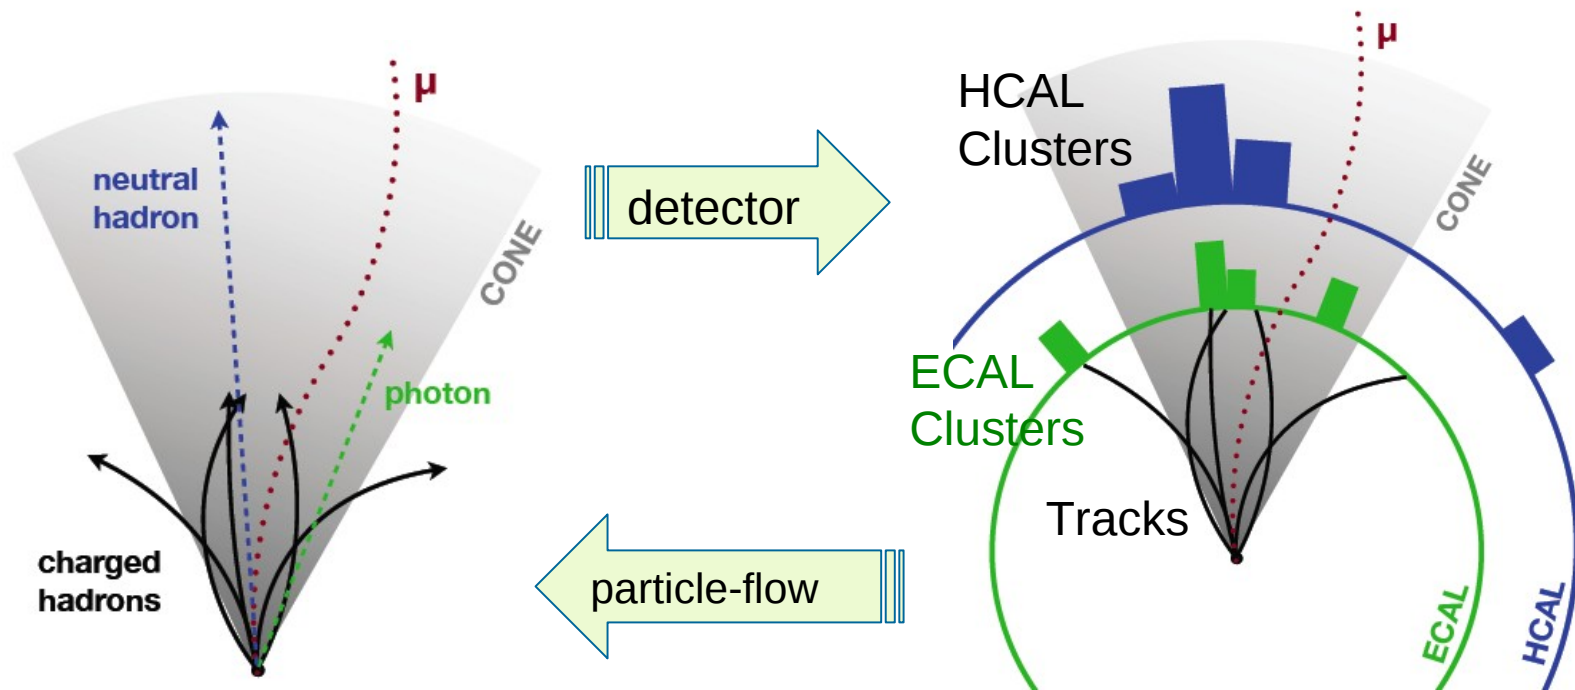 μ
neutral
hadron
CONE
photon
charged
hadrons
detector
particle-flow
μ
HCAL
Clusters
CONE
ECAL
Clusters
Tracks
ECAL
HCAL